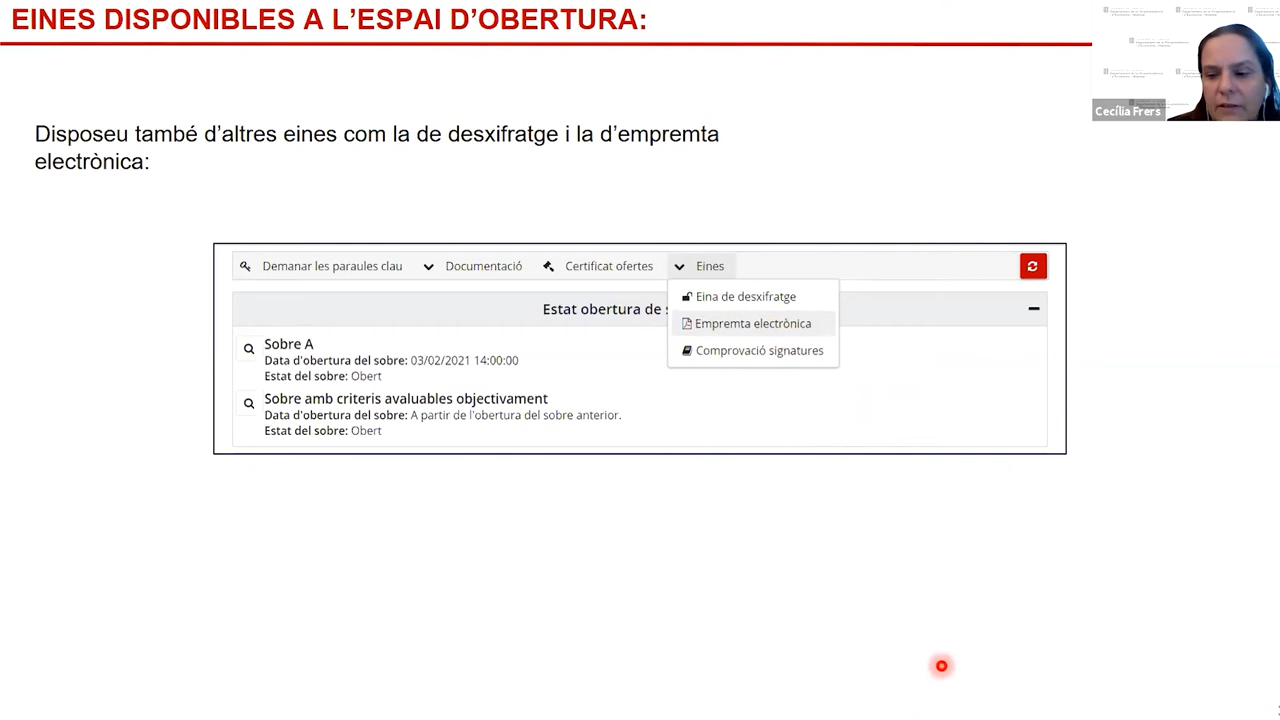 EINES DISPONIBLES A L'ESPAI D'OBERTURA:
Cecília Frers
Disposeu també d'altres eines com la de desxifratge i la d'empremta
electrònica:
Demanar les paraules clau Documentació Certificat ofertes Eines
Eina de desxifratge
Estat obertura de
Empremta electrònica
Comprovació signatures
Sobre A
Data d'obertura del sobre: 03/02/2021 14:00:00
Estat del sobre: Obert
Sobre amb criteris avaluables objectivament
Data d'obertura del sobre: A partir de l'obertura del sobre anterior.
Estat del sobre: Obert